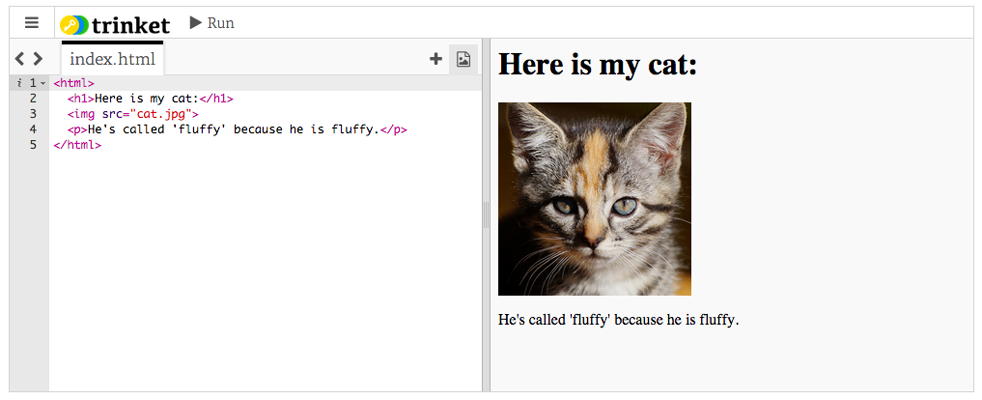 trinket
Run
index.html
i 1 <html>
2 <h1>Here is my cat:</h1>
3 <img src="cat.jpg">
4 <p>He's called 'fluffy' because he is fluffy.</p>
5 </html>
Here is my cat:
He's called 'fluffy' because he is fluffy.